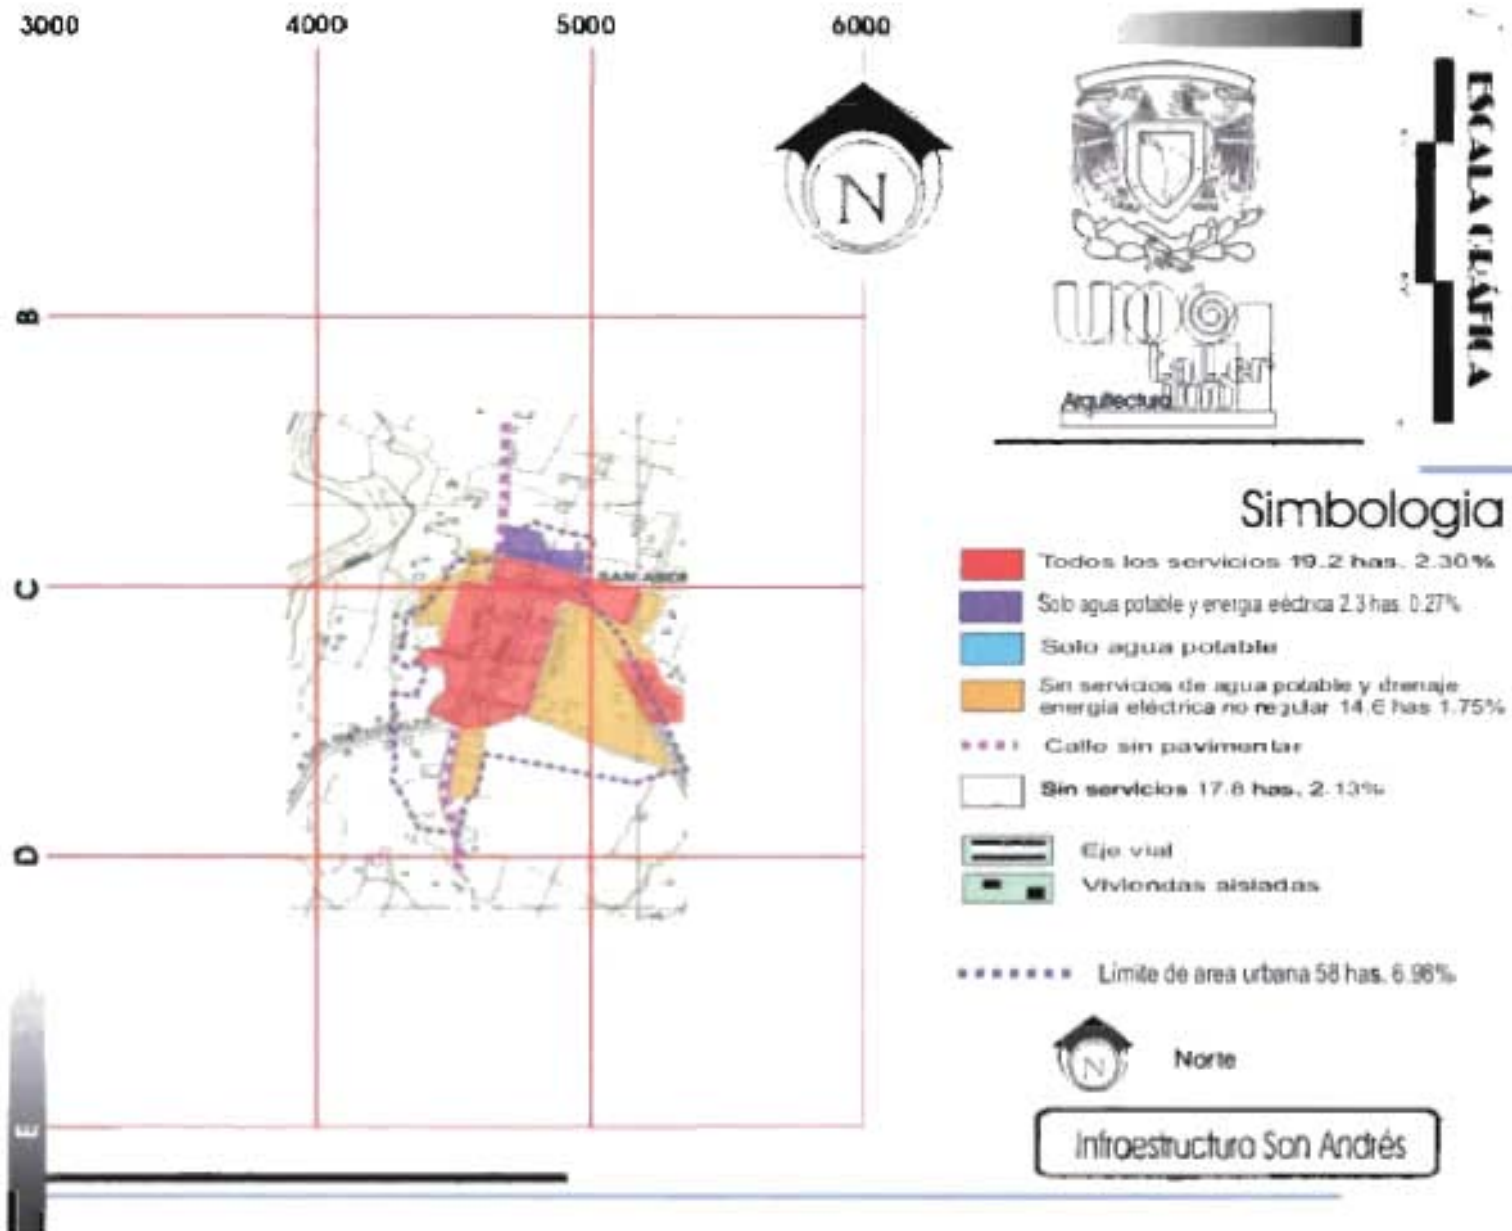 3000 4000 5000 6000
N
ESCALA GRÁFICA
B
Arquitectura
Simbologia
Todos los servicios 19.2 has. 2.30%
Solo agua potable y energia eléctrica 2.3 has. 0.27%
C
Solo agua potable
Sin servicios de agua potable y drenaje
energia eléctrica no regular 14.6 has 1.75%
Calle sin pavimentar
Sin servicios 17.8 has. 2.13%
D
Eje vial
Viviendas aisladas
Límite de area urbana 58 has. 6.98%
N
Norte
E
Infraestructura San Andrés